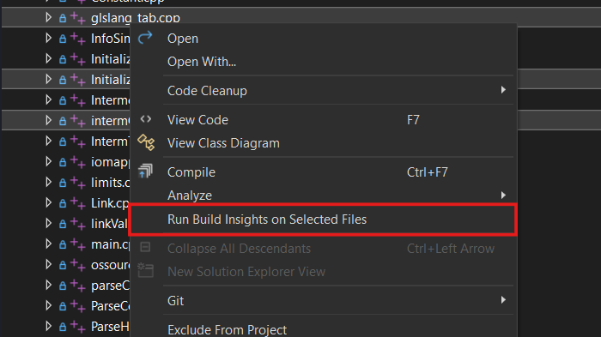 Constant.cpp
glslang_tab.cpp
InfoSin
Open
Initializ
Open With...
Initializ
Code Cleanup
Interme
View Code F7
interm
IntermT
View Class Diagram
iomapp
Compile Ctrl+F7
limits.c
Analyze
Link.cp
Run Build Insights on Selected Files
linkVal
main.cp
Collapse All Descendants Ctrl+Left Arrow
ossource
New Solution Explorer View
parseC
Git
ParseCo
ParseH
Exclude From Project